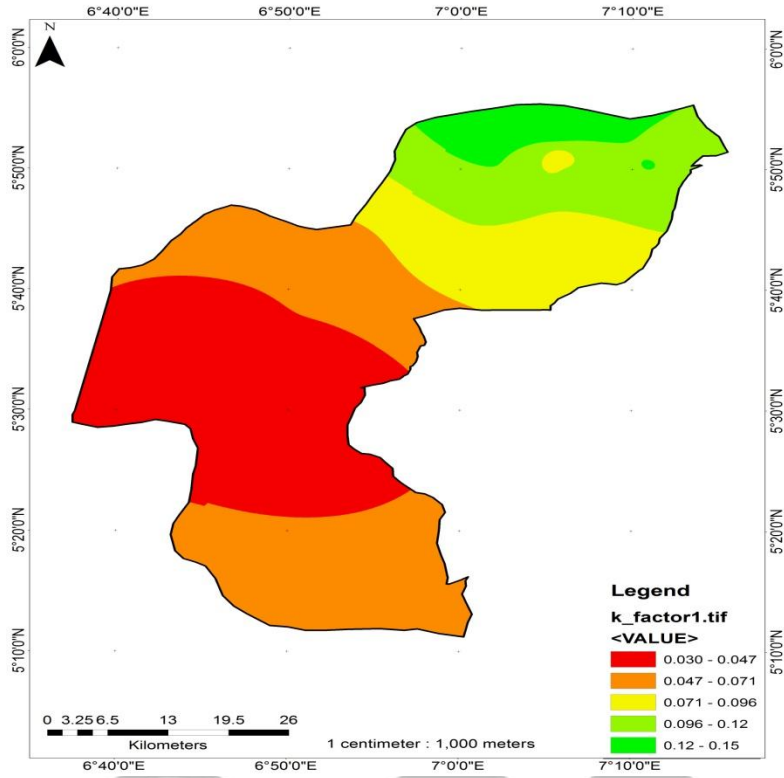 6°40'0"E 6°50'0"E 7°0'0"E 7°10'0"E
N
6°0'0"N 6°0'0"N
5°50'0"N 5°50'0"N
5°40'0"N 5°40'0"N
5°30'0"N 5°30'0"N
5°20'0"N 5°20'0"N
5°10'0"N 5°10'0"N
Legend
k_factor1.tif
<VALUE>
0.030 - 0.047
0.047 - 0.071
0.071 - 0.096
0.096 - 0.12
0.12 - 0.15
0 3.25 6.5 13 19.5 26
Kilometers
1 centimeter : 1,000 meters
6°40'0"E 6°50'0"E 7°0'0"E 7°10'0"E